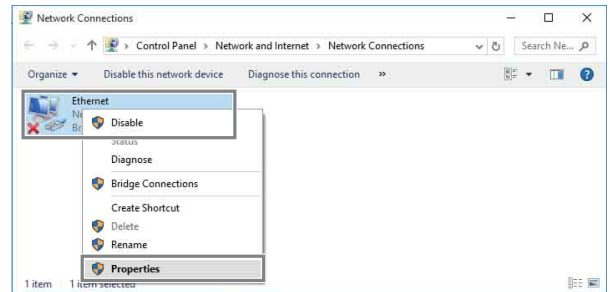 Network Connections
Control Panel > Network and Internet > Network Connections
Search Ne...
Organize Disable this network device Diagnose this connection »
Ethernet
Disable
Status
Diagnose
Bridge Connections
Create Shortcut
Delete
Rename
Properties
1 item 1 item selected